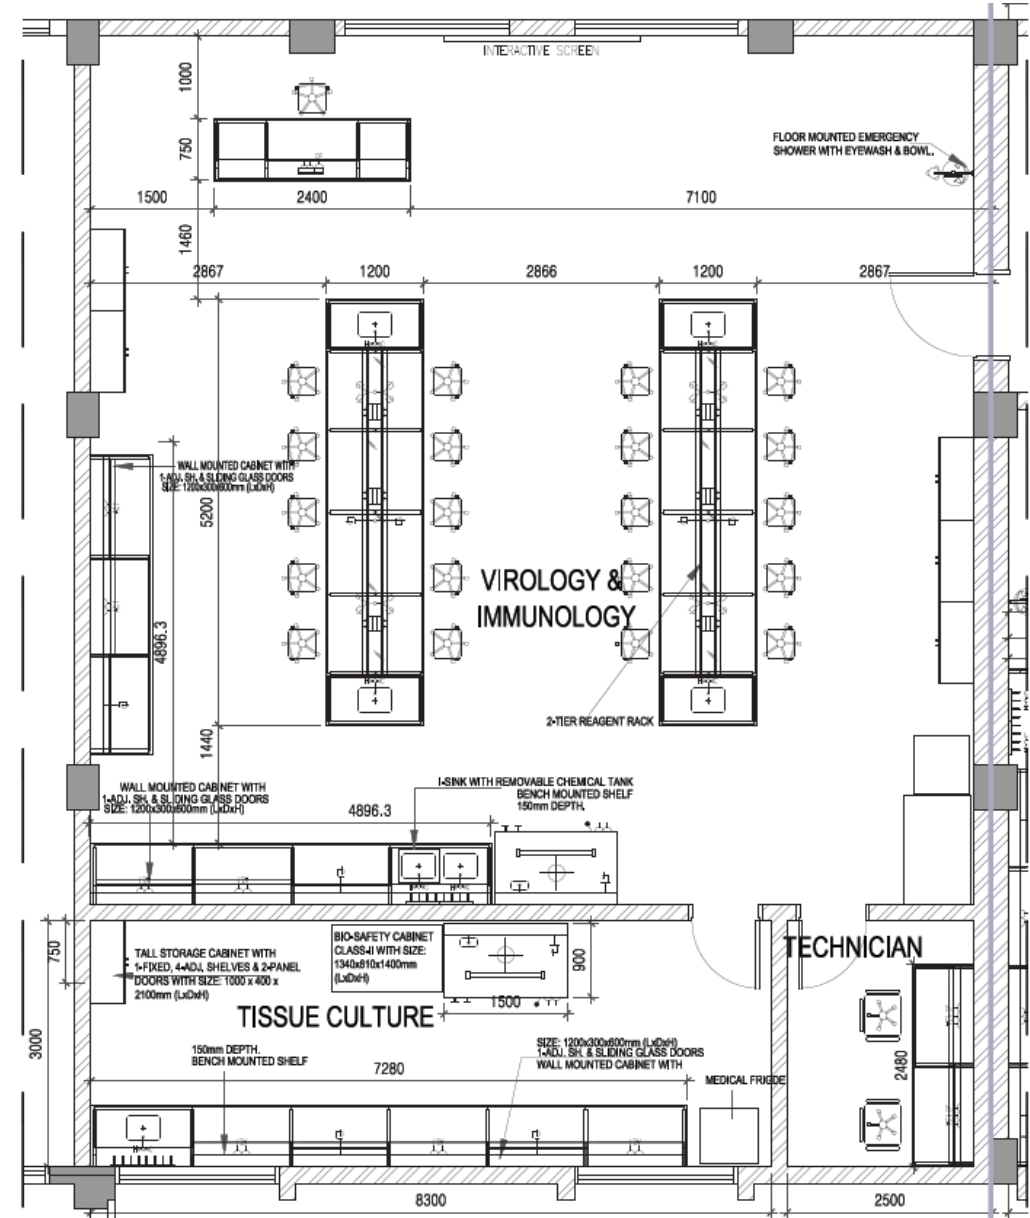 INTERACTIVE SCREEN
1000
750
FLOOR MOUNTED EMERGENCY
SHOWER WITH EYEWASH & BOWL.
1500
2400
7100
1460
2867
1200
2866
1200
2867
WALL MOUNTED CABINET WITH
1-ADJ. SH. & SLIDING GLASS DOORS
SIZE: 1200x300x600mm (LxDxH)
5200
VIROLOGY &
IMMUNOLOGY
4896.3
2-TIER REAGENT RACK
1440
WALL MOUNTED CABINET WITH
1-ADJ. SH. & SLIDING GLASS DOORS
SIZE: 1200x300x600mm (LxDxH)
I-SINK WITH REMOVABLE CHEMICAL TANK
BENCH MOUNTED SHELF
150mm DEPTH.
4896.3
750
TALL STORAGE CABINET WITH
1-FIXED, 4-ADJ. SHELVES & 2-PANEL
DOORS WITH SIZE: 1000 x 400 x
2100mm (LxDxH)
BIO-SAFETY CABINET
CLASS-II WITH SIZE:
1340x810x1400mm
(LxDxH)
900
TECHNICIAN
1500
TISSUE CULTURE
3000
150mm DEPTH.
BENCH MOUNTED SHELF
SIZE: 1200x300x600mm (LxDxH)
1-ADJ. SH. & SLIDING GLASS DOORS
WALL MOUNTED CABINET WITH
7280
MEDICAL FRIGDE
2480
8300
2500